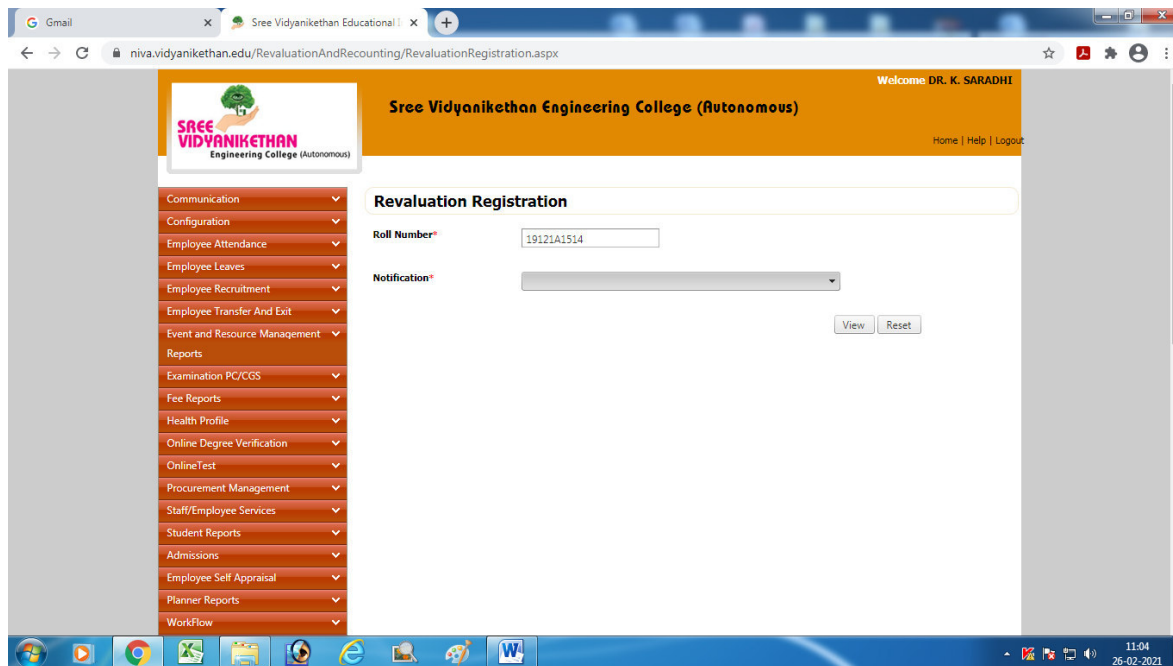 Gmail
Sree Vidyanikethan Educational I
niva.vidyanikethan.edu/RevaluationAndRecounting/RevaluationRegistration.aspx
Welcome DR. K. SARADHI
SREE
VIDYANIKETHAN
Engineering College (Autonomous)
Sree Vidyanikethan Engineering College (Autonomous)
Home | Help | Logout
Communication
Configuration
Employee Attendance
Employee Leaves
Employee Recruitment
Employee Transfer And Exit
Event and Resource Management
Reports
Examination PC/CGS
Fee Reports
Health Profile
Online Degree Verification
OnlineTest
Procurement Management
Staff/Employee Services
Student Reports
Admissions
Employee Self Appraisal
Planner Reports
WorkFlow
Revaluation Registration
Roll Number*
19121A1514
Notification*
View Reset
11:04
26-02-2021